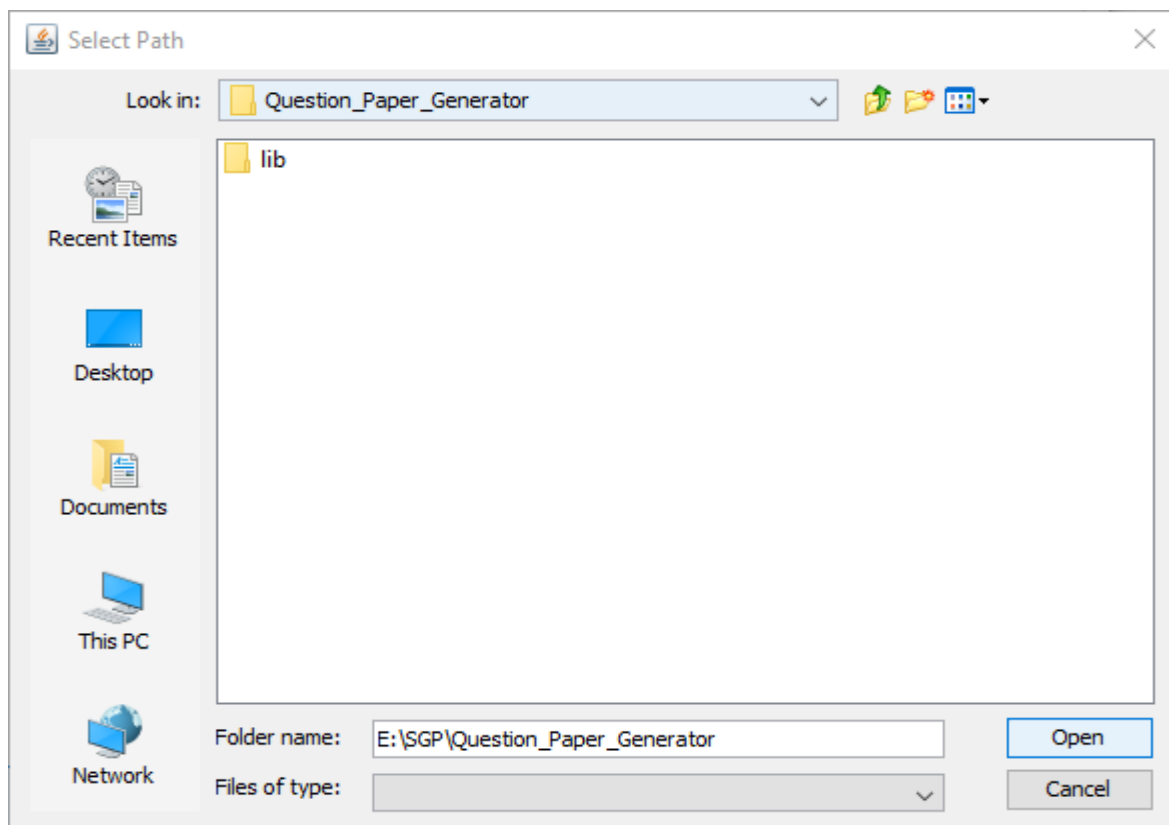 Select Path
Look in: Question_Paper_Generator
lib
Recent Items
Desktop
Documents
This PC
Network
Folder name: E:\SGP\Question_Paper_Generator Open
Files of type: Cancel